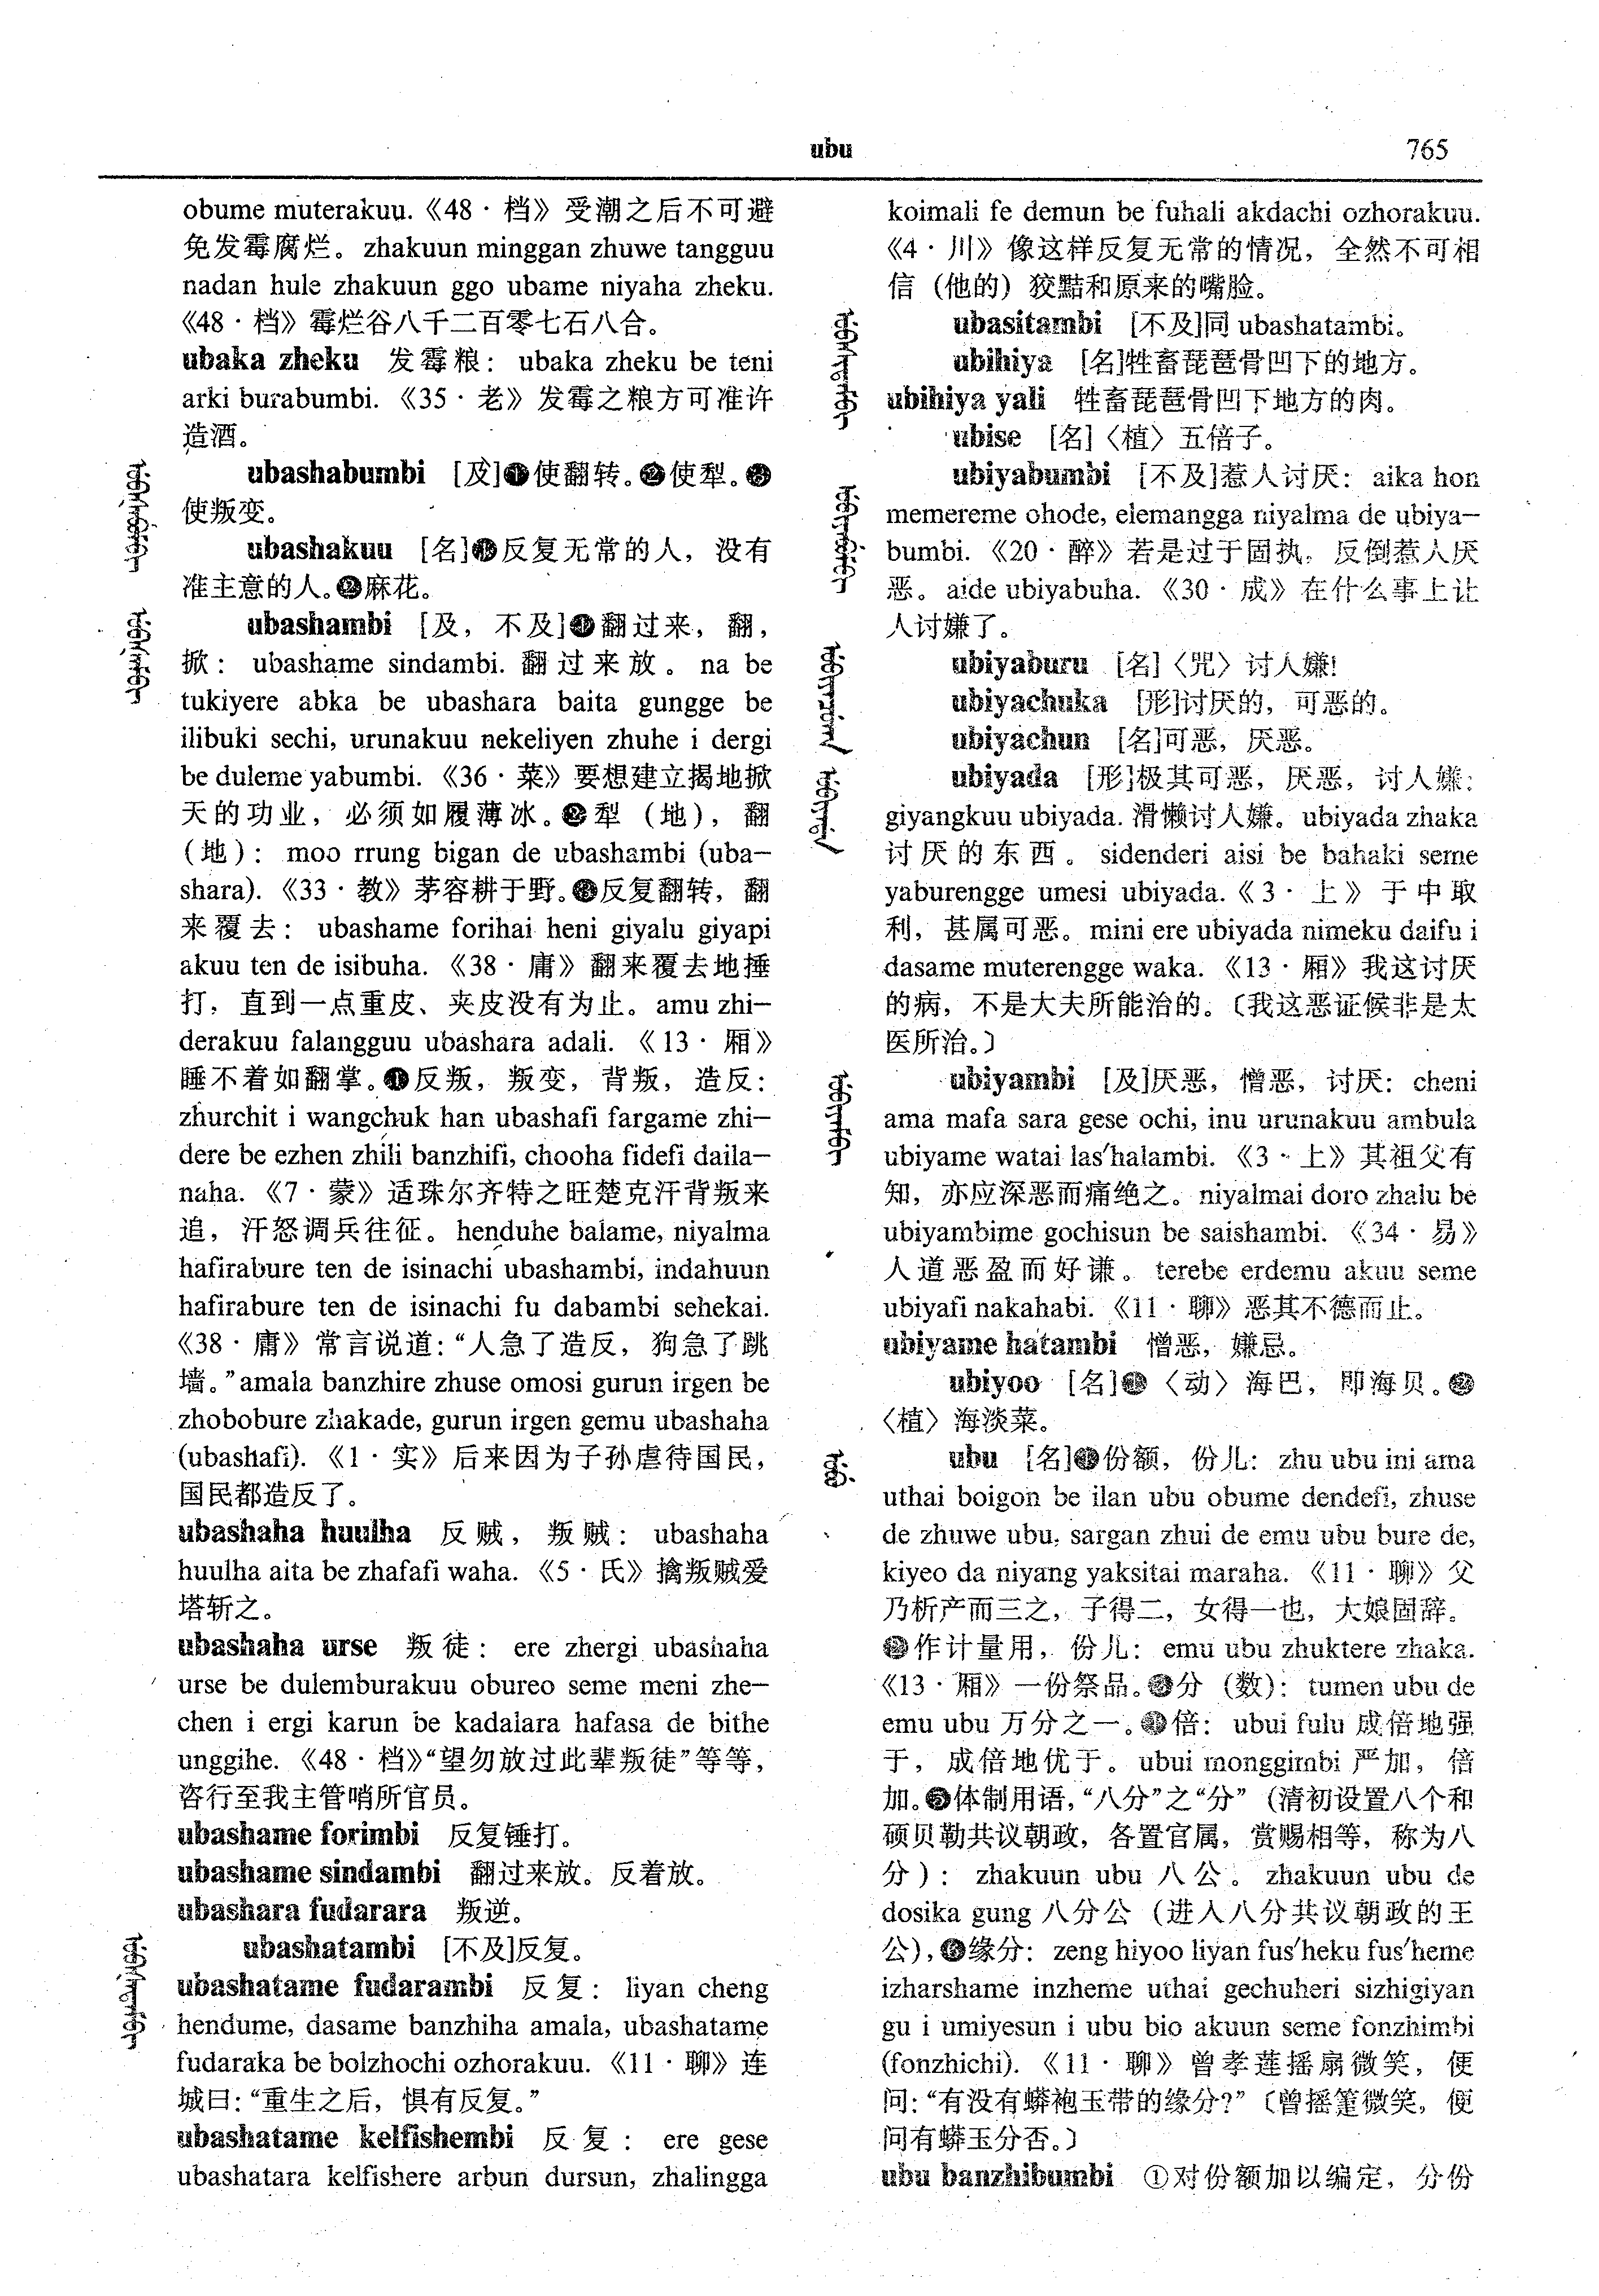 ubu
765
obume muterakuu.《48·档》受潮之后不可避
免发霉腐烂。zhakuun minggan zhuwe tangguu
nadan hule zhakuun ggo ubame niyaha zheku.
《48·档》霉烂谷八千二百零七石八合。
ubaka zheku 发霉粮：ubaka zheku be teni
arki burabumbi.《35·老》发霉之粮方可准许
造酒。
ubashabumbi [及]❶使翻转。❷使犁。❸
使叛变。
ubashakuu [名]❶反复无常的人，没有
准主意的人。❷麻花。
ubashambi [及，不及]❶翻过来，翻，
掀：ubashame sindambi. 翻过来放。na be
tukiyere abka be ubashara baita gungge be
ilibuki sechi, urunakuu nekeliyen zhuhe i dergi
be duleme yabumbi.《36·菜》要想建立揭地掀
天的功业，必须如履薄冰。❷犁（地），翻
（地）：moo rrung bigan de ubashambi (uba-
shara).《33·教》茅容耕于野。❸反复翻转，翻
来覆去：ubashame forihai heni giyalu giyapi
akuu ten de isibuha.《38·庸》翻来覆去地捶
打，直到一点重皮、夹皮没有为止。amu zhi-
derakuu falangguu ubashara adali.《13·厢》
睡不着如翻掌。❹反叛，叛变，背叛，造反：
zhurchit i wangchuk han ubashafi fargame zhi-
dere be ezhen zhili banzhifi, chooha fidefi daila-
naha.《7·蒙》适珠尔齐特之旺楚克汗背叛来
追，汗怒调兵往征。henduhe balame, niyalma
hafirabure ten de isinachi ubashambi, indahuun
hafirabure ten de isinachi fu dabambi sehekai.
《38·庸》常言说道：“人急了造反，狗急了跳
墙。”amala banzhire zhuse omosi gurun irgen be
zhobobure zhakade, gurun irgen gemu ubashaha
(ubashafi).《1·实》后来因为子孙虐待国民，
国民都造反了。
ubashaha huulha 反贼，叛贼：ubashaha
huulha aita be zhafafi waha.《5·氏》擒叛贼爱
塔斩之。
ubashaha urse 叛徒：ere zhergi ubashaha
urse be dulemburakuu obureo seme meni zhe-
chen i ergi karun be kadalara hafasa de bithe
unggihe.《48·档》“望勿放过此辈叛徒”等等，
咨行至我主管哨所官员。
ubashame forimbi 反复锤打。
ubashame sindambi 翻过来放。反着放。
ubashara fudarara 叛逆。
ubashatambi [不及]反复。
ubashatame fudarambi 反复：liyan cheng
hendume, dasame banzhiha amala, ubashatame
fudaraka be bolzhochi ozhorakuu.《11·聊》连
城曰：“重生之后，惧有反复。”
ubashatame kelfishembi 反复：ere gese
ubashatara kelfishere arbun dursun, zhalingga
koimali fe demun be fuhali akdachi ozhorakuu.
《4·川》像这样反复无常的情况，全然不可相
信（他的）狡黠和原来的嘴脸。
ubasitambi [不及]同 ubashatambi。
ubihiya [名]牲畜琵琶骨凹下的地方。
ubihiya yali 牲畜琵琶骨凹下地方的肉。
ubise [名]〈植〉五倍子。
ubiyabumbi [不及]惹人讨厌：aika hon
memereme ohode, elemangga niyalma de ubiya-
bumbi.《20·醉》若是过于固执，反倒惹人厌
恶。aide ubiyabuha.《30·成》在什么事上让
人讨嫌了。
ubiyaburu [名]〈咒〉讨人嫌!
ubiyachuka [形]讨厌的，可恶的。
ubiyachun [名]可恶，厌恶。
ubiyada [形]极其可恶，厌恶，讨人嫌：
giyangkuu ubiyada. 滑懒讨人嫌。ubiyada zhaka
讨厌的东西。sidenderi aisi be bahaki seme
yaburengge umesi ubiyada.《3·上》于中取
利，甚属可恶。mini ere ubiyada nimeku daifu i
dasame muterengge waka.《13·厢》我这讨厌
的病，不是大夫所能治的。〔我这恶证候非是太
医所治。〕
ubiyambi [及]厌恶，憎恶，讨厌：cheni
ama mafa sara gese ochi, inu urunakuu ambula
ubiyame watai las'halambi.《3·上》其祖父有
知，亦应深恶而痛绝之。niyalmai doro zhalu be
ubiyambime gochisun be saishambi.《34·易》
人道恶盈而好谦。terebe erdemu akuu seme
ubiyafi nakahabi.《11·聊》恶其不德而止。
ubiyame hatambi 憎恶，嫌忌。
ubiyoo [名]❶〈动〉海巴，即海贝。❷
〈植〉海淡菜。
ubu [名]❶份额，份儿：zhu ubu ini ama
uthai boigon be ilan ubu obume dendefi, zhuse
de zhuwe ubu, sargan zhui de emu ubu bure de,
kiyeo da niyang yaksitai maraha.《11·聊》父
乃析产而三之，子得二，女得一也，大娘固辞。
❷作计量用，份儿：emu ubu zhuktere zhaka.
《13·厢》一份祭品。❸分（数）：tumen ubu de
emu ubu 万分之一。❹倍：ubui fulu 成倍地强
于，成倍地优于。ubui nonggimbi 严加，倍
加。❺体制用语，“八分”之“分”（清初设置八个和
硕贝勒共议朝政，各置官属，赏赐相等，称为八
分）：zhakuun ubu 八公。zhakuun ubu de
dosika gung 八分公（进入八分共议朝政的王
公），❻缘分：zeng hiyoo liyan fus'heku fus'heme
izharshame inzheme uthai gechuheri sizhigiyan
gu i umiyesun i ubu bio akuun seme fonzhimbi
(fonzhichi).《11·聊》曾孝莲摇扇微笑，便
问：“有没有蟒袍玉带的缘分?”〔曾摇箑微笑，便
问有蟒玉分否。〕
ubu banzhibumbi ①对份额加以编定，分份